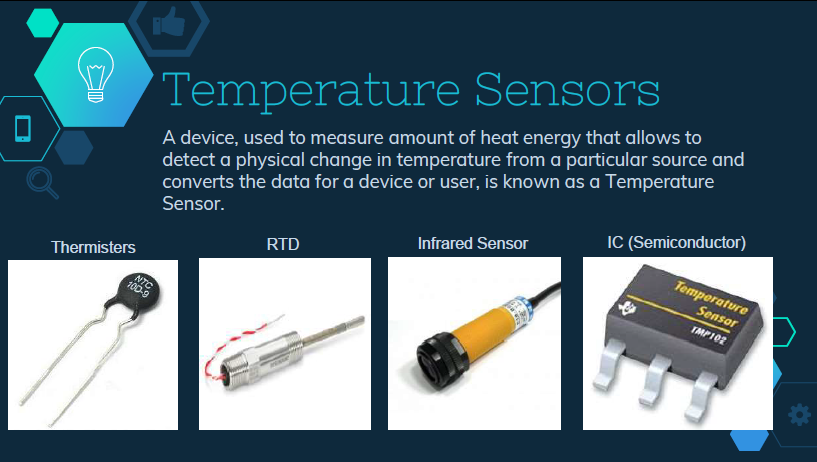 Temperature Sensors
A device, used to measure amount of heat energy that allows to
detect a physical change in temperature from a particular source and
converts the data for a device or user, is known as a Temperature
Sensor.
Thermisters
RTD
Infrared Sensor
IC (Semiconductor)
NTC
10D-9
Temperature
Sensor
TMP102